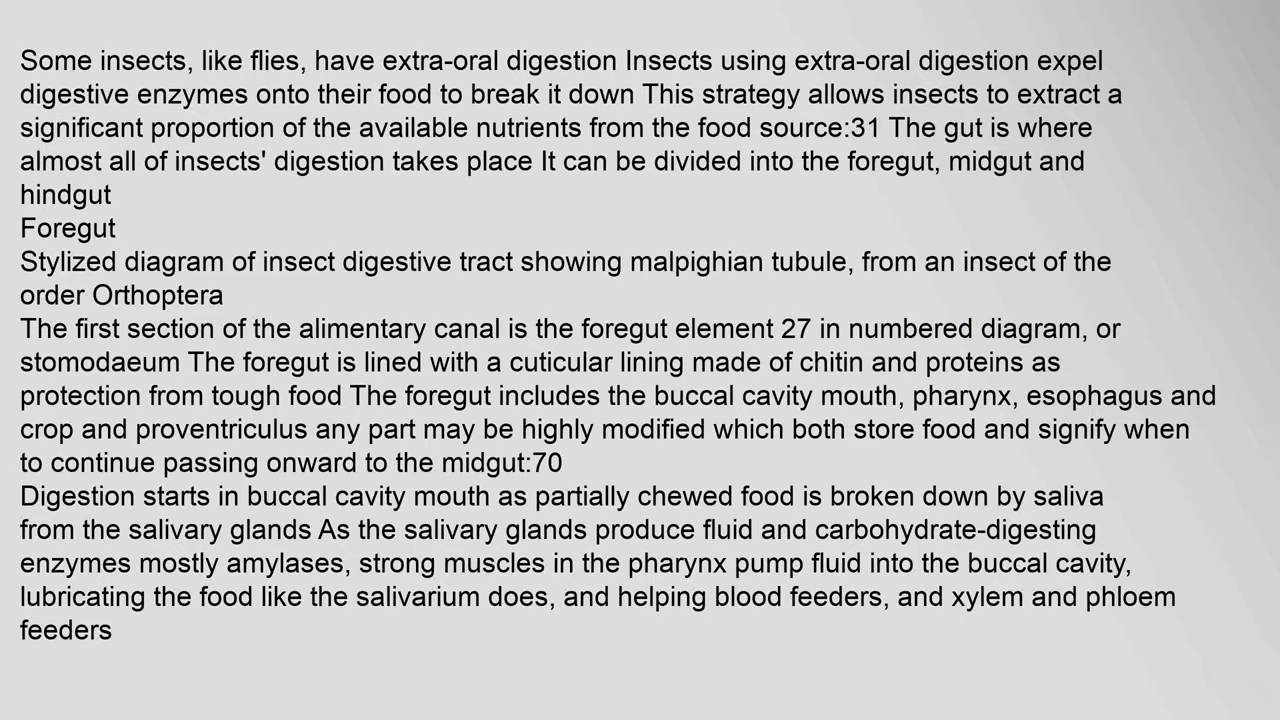 Some insects, like flies, have extra-oral digestion Insects using extra-oral digestion expel
digestive enzymes onto their food to break it down This strategy allows insects to extract a
significant proportion of the available nutrients from the food source:31 The gut is where
almost all of insects' digestion takes place It can be divided into the foregut, midgut and
hindgut
Foregut
Stylized diagram of insect digestive tract showing malpighian tubule, from an insect of the
order Orthoptera
The first section of the alimentary canal is the foregut element 27 in numbered diagram, or
stomodaeum The foregut is lined with a cuticular lining made of chitin and proteins as
protection from tough food The foregut includes the buccal cavity mouth, pharynx, esophagus and
crop and proventriculus any part may be highly modified which both store food and signify when
to continue passing onward to the midgut:70
Digestion starts in buccal cavity mouth as partially chewed food is broken down by saliva
from the salivary glands As the salivary glands produce fluid and carbohydrate-digesting
enzymes mostly amylases, strong muscles in the pharynx pump fluid into the buccal cavity,
lubricating the food like the salivarium does, and helping blood feeders, and xylem and phloem
feeders